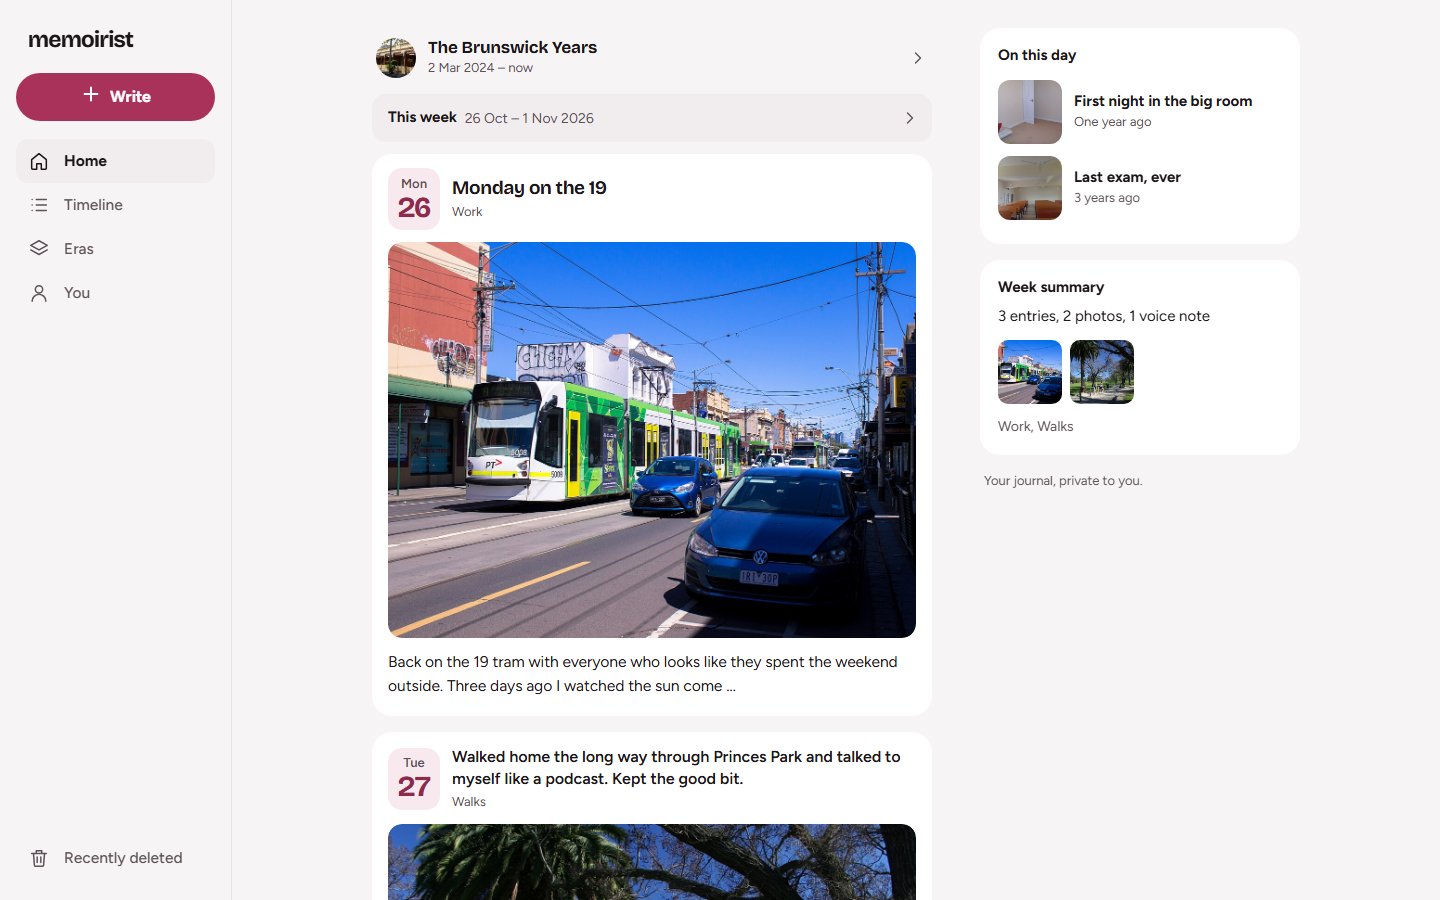 memoirist
Write
Home
Timeline
Eras
You
Recently deleted
The Brunswick Years
2 Mar 2024 – now
This week 26 Oct – 1 Nov 2026
Mon
26
Monday on the 19
Work
PT>
5008
5008
Back on the 19 tram with everyone who looks like they spent the weekend
outside. Three days ago I watched the sun come ...
Tue
27
Walked home the long way through Princes Park and talked to
myself like a podcast. Kept the good bit.
Walks
On this day
First night in the big room
One year ago
Last exam, ever
3 years ago
Week summary
3 entries, 2 photos, 1 voice note
Work, Walks
Your journal, private to you.